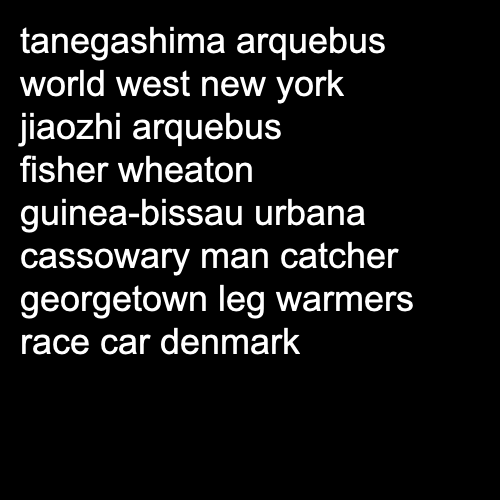 tanegashima arquebus
world west new york
jiaozhi arquebus
fisher wheaton
guinea-bissau urbana
cassowary man catcher
georgetown leg warmers
race car denmark